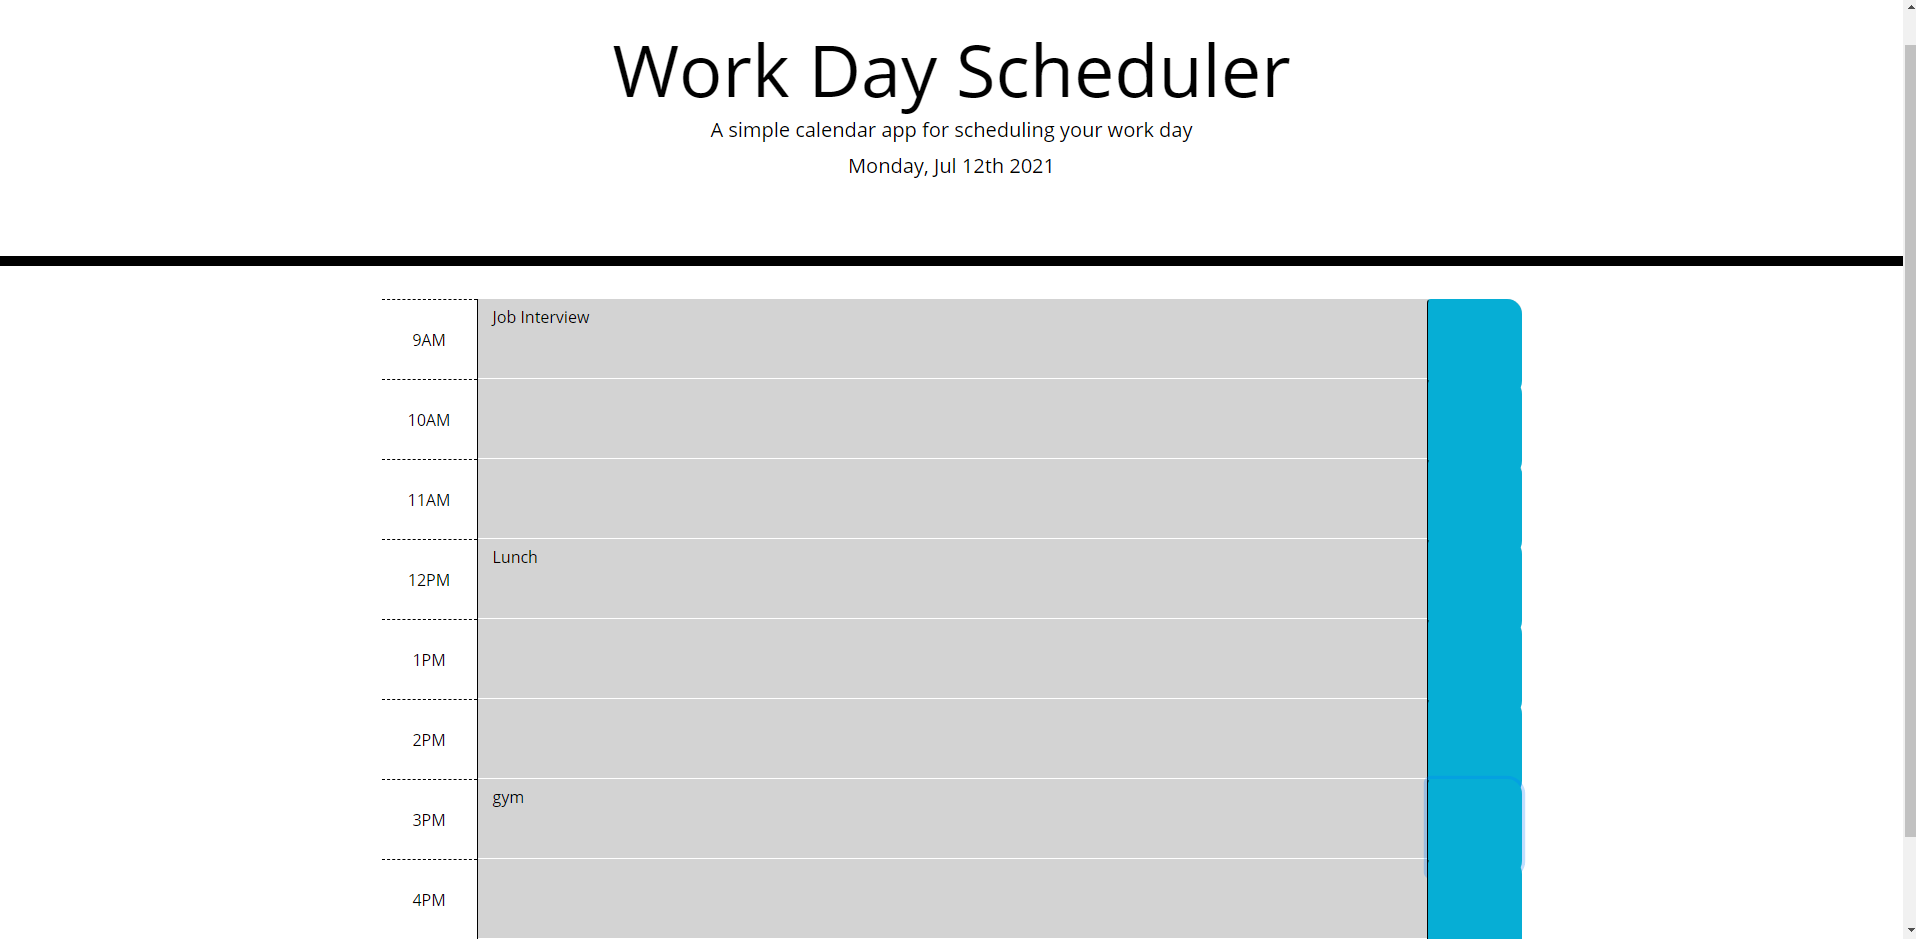 Work Day Scheduler
A simple calendar app for scheduling your work day
Monday, Jul 12th 2021
9AM
Job Interview
10AM
11AM
12PM
Lunch
1PM
2PM
3PM
gym
4PM